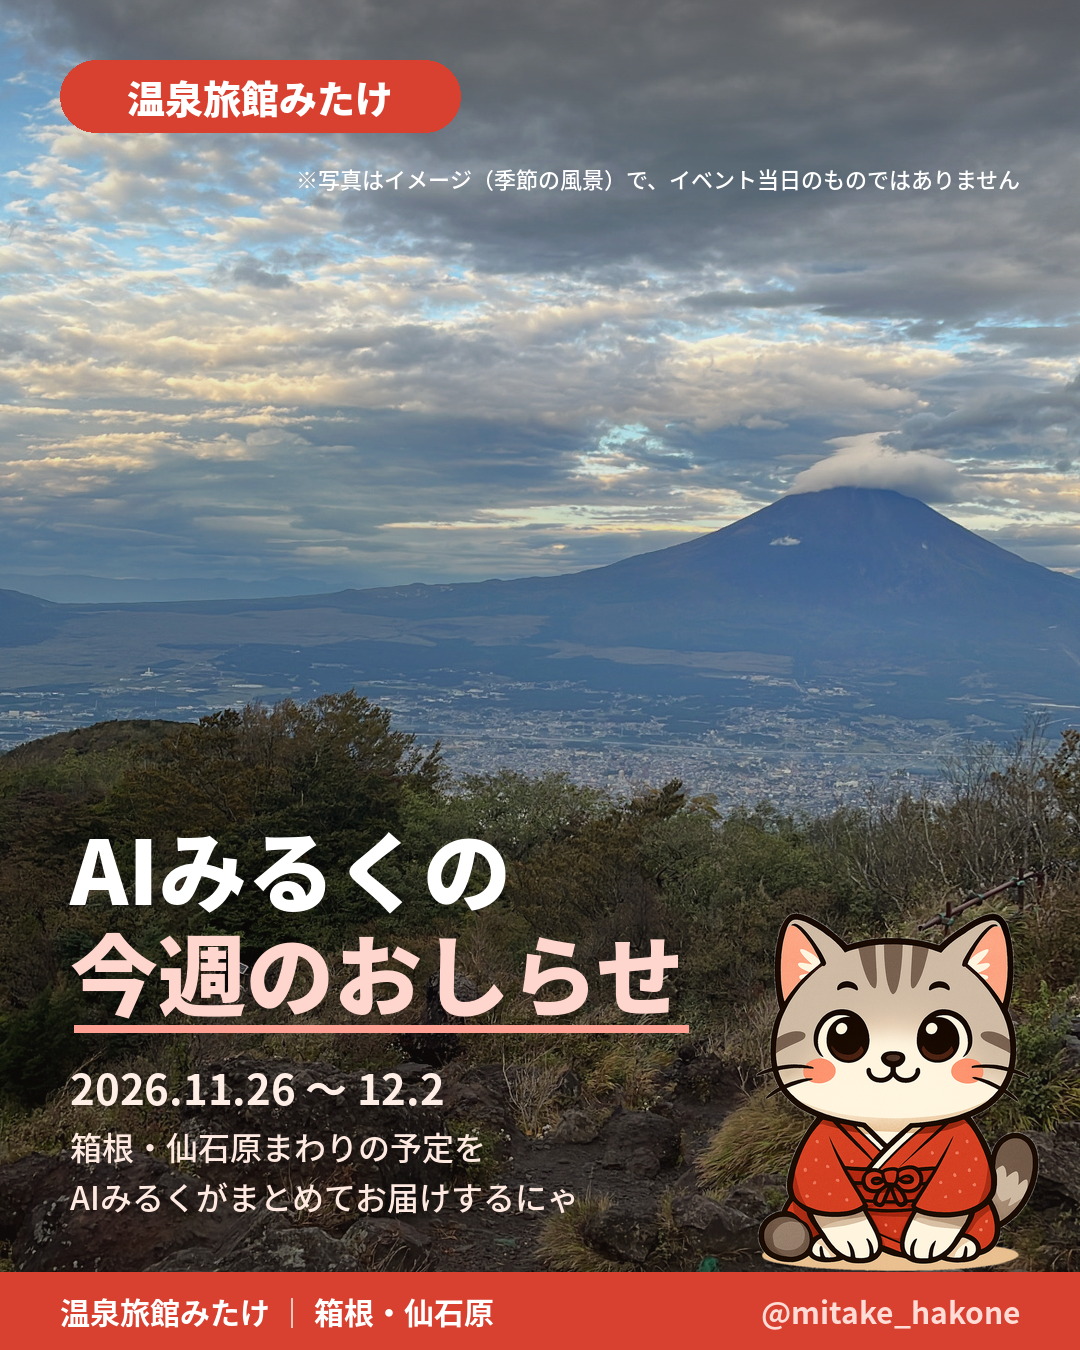 温泉旅館みたけ
※写真はイメージ（季節の風景）で、イベント当日のものではありません
AIみるくの
今週のおしらせ
2026.11.26 〜 12.2
箱根・仙石原まわりの予定を
AIみるくがまとめてお届けするにゃ
温泉旅館みたけ｜箱根・仙石原
@mitake_hakone